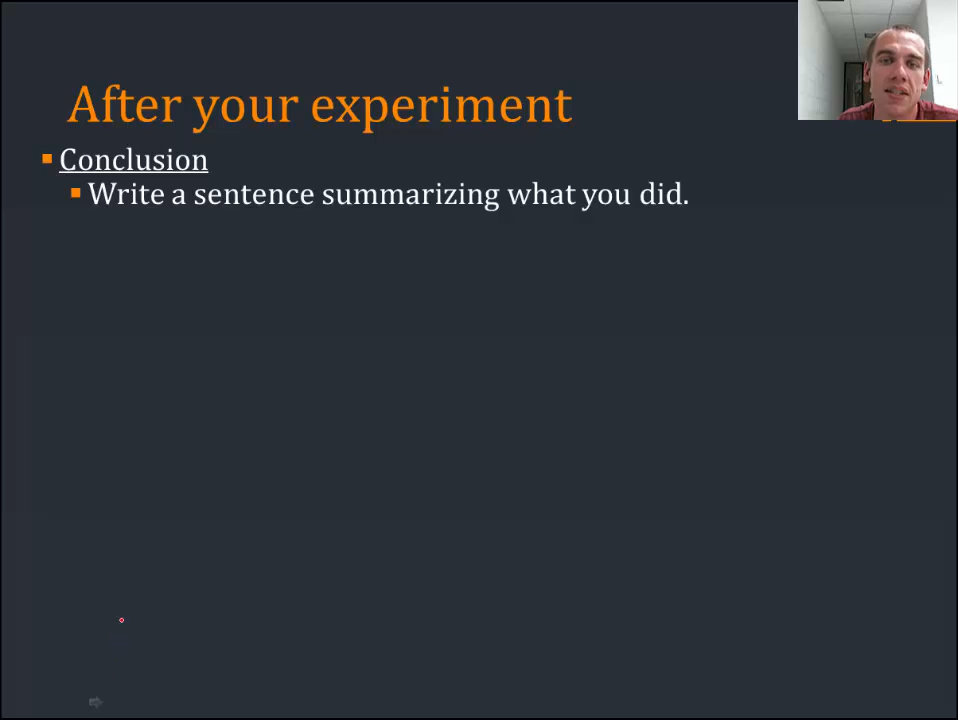 After your experiment
Conclusion
Write a sentence summarizing what you did.